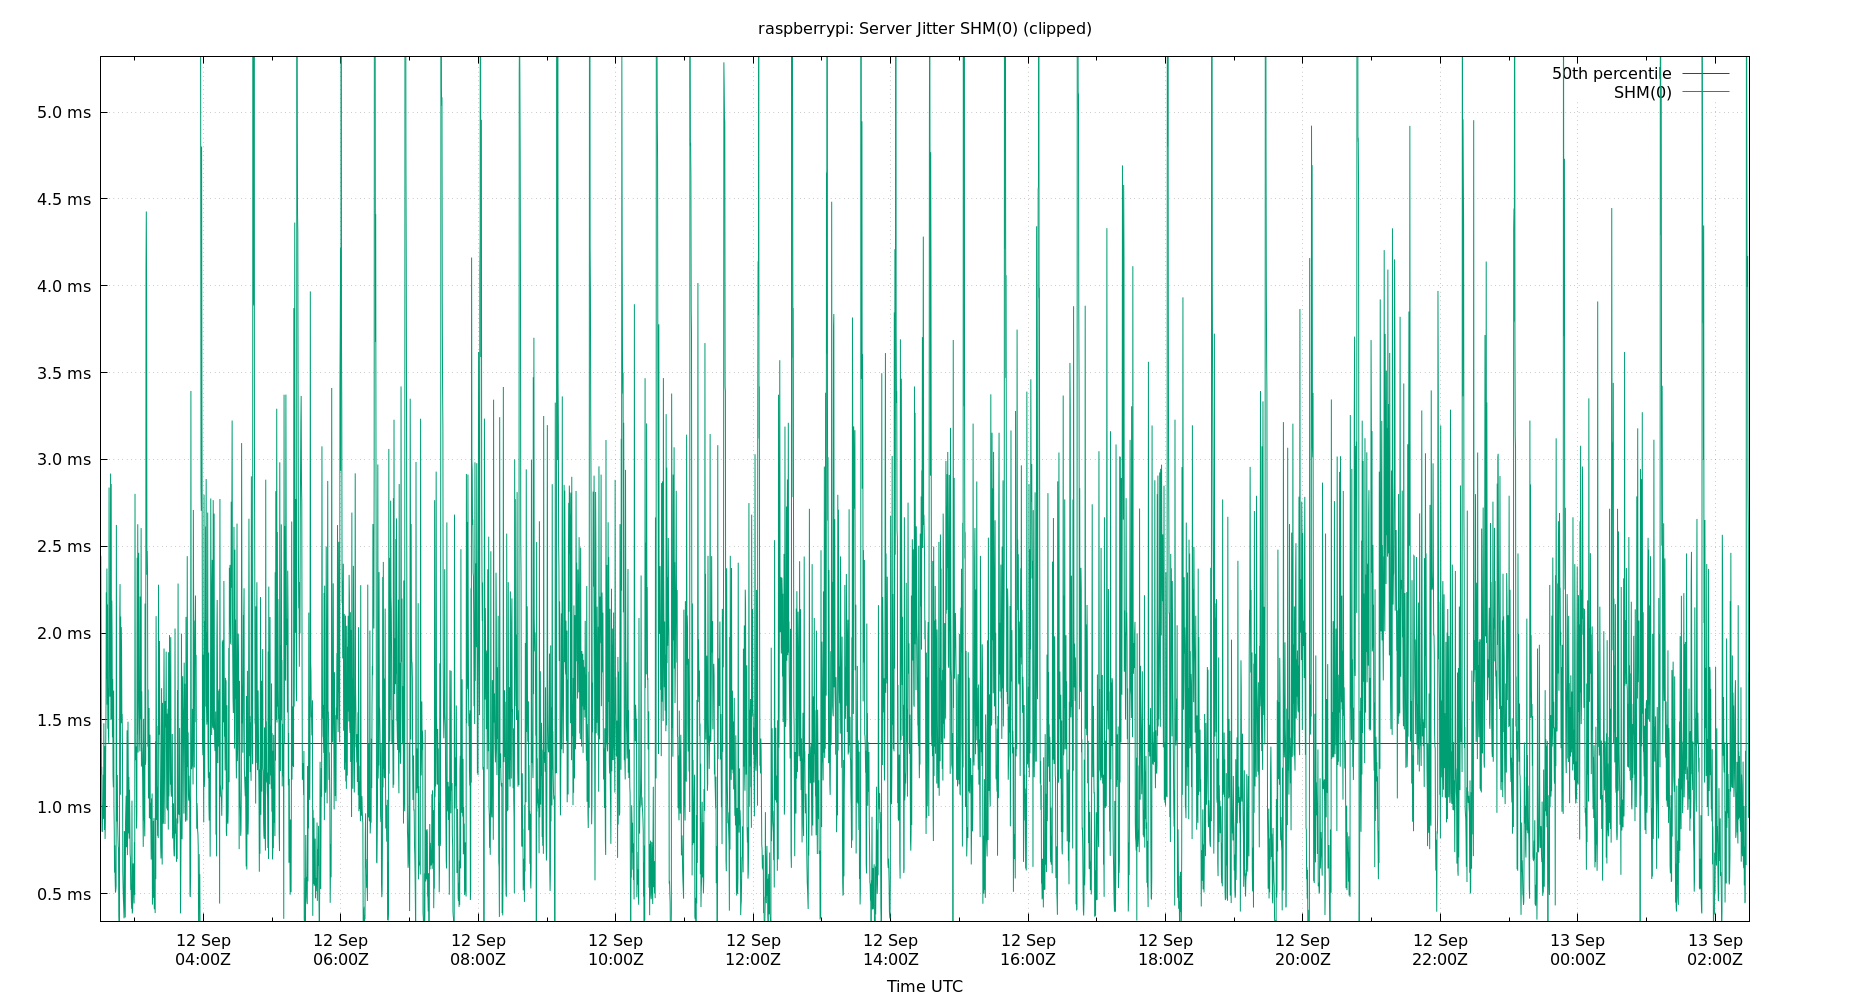 raspberrypi: Server Jitter SHM(0) (clipped)
50th percentile
SHM(0)
5.0 ms
4.5 ms
4.0 ms
3.5 ms
3.0 ms
2.5 ms
2.0 ms
1.5 ms
1.0 ms
0.5 ms
12 Sep 12 Sep 12 Sep 12 Sep 12 Sep 12 Sep 12 Sep 12 Sep 12 Sep 12 Sep 13 Sep 13 Sep
04:00Z 06:00Z 08:00Z 10:00Z 12:00Z 14:00Z 16:00Z 18:00Z 20:00Z 22:00Z 00:00Z 02:00Z
Time UTC